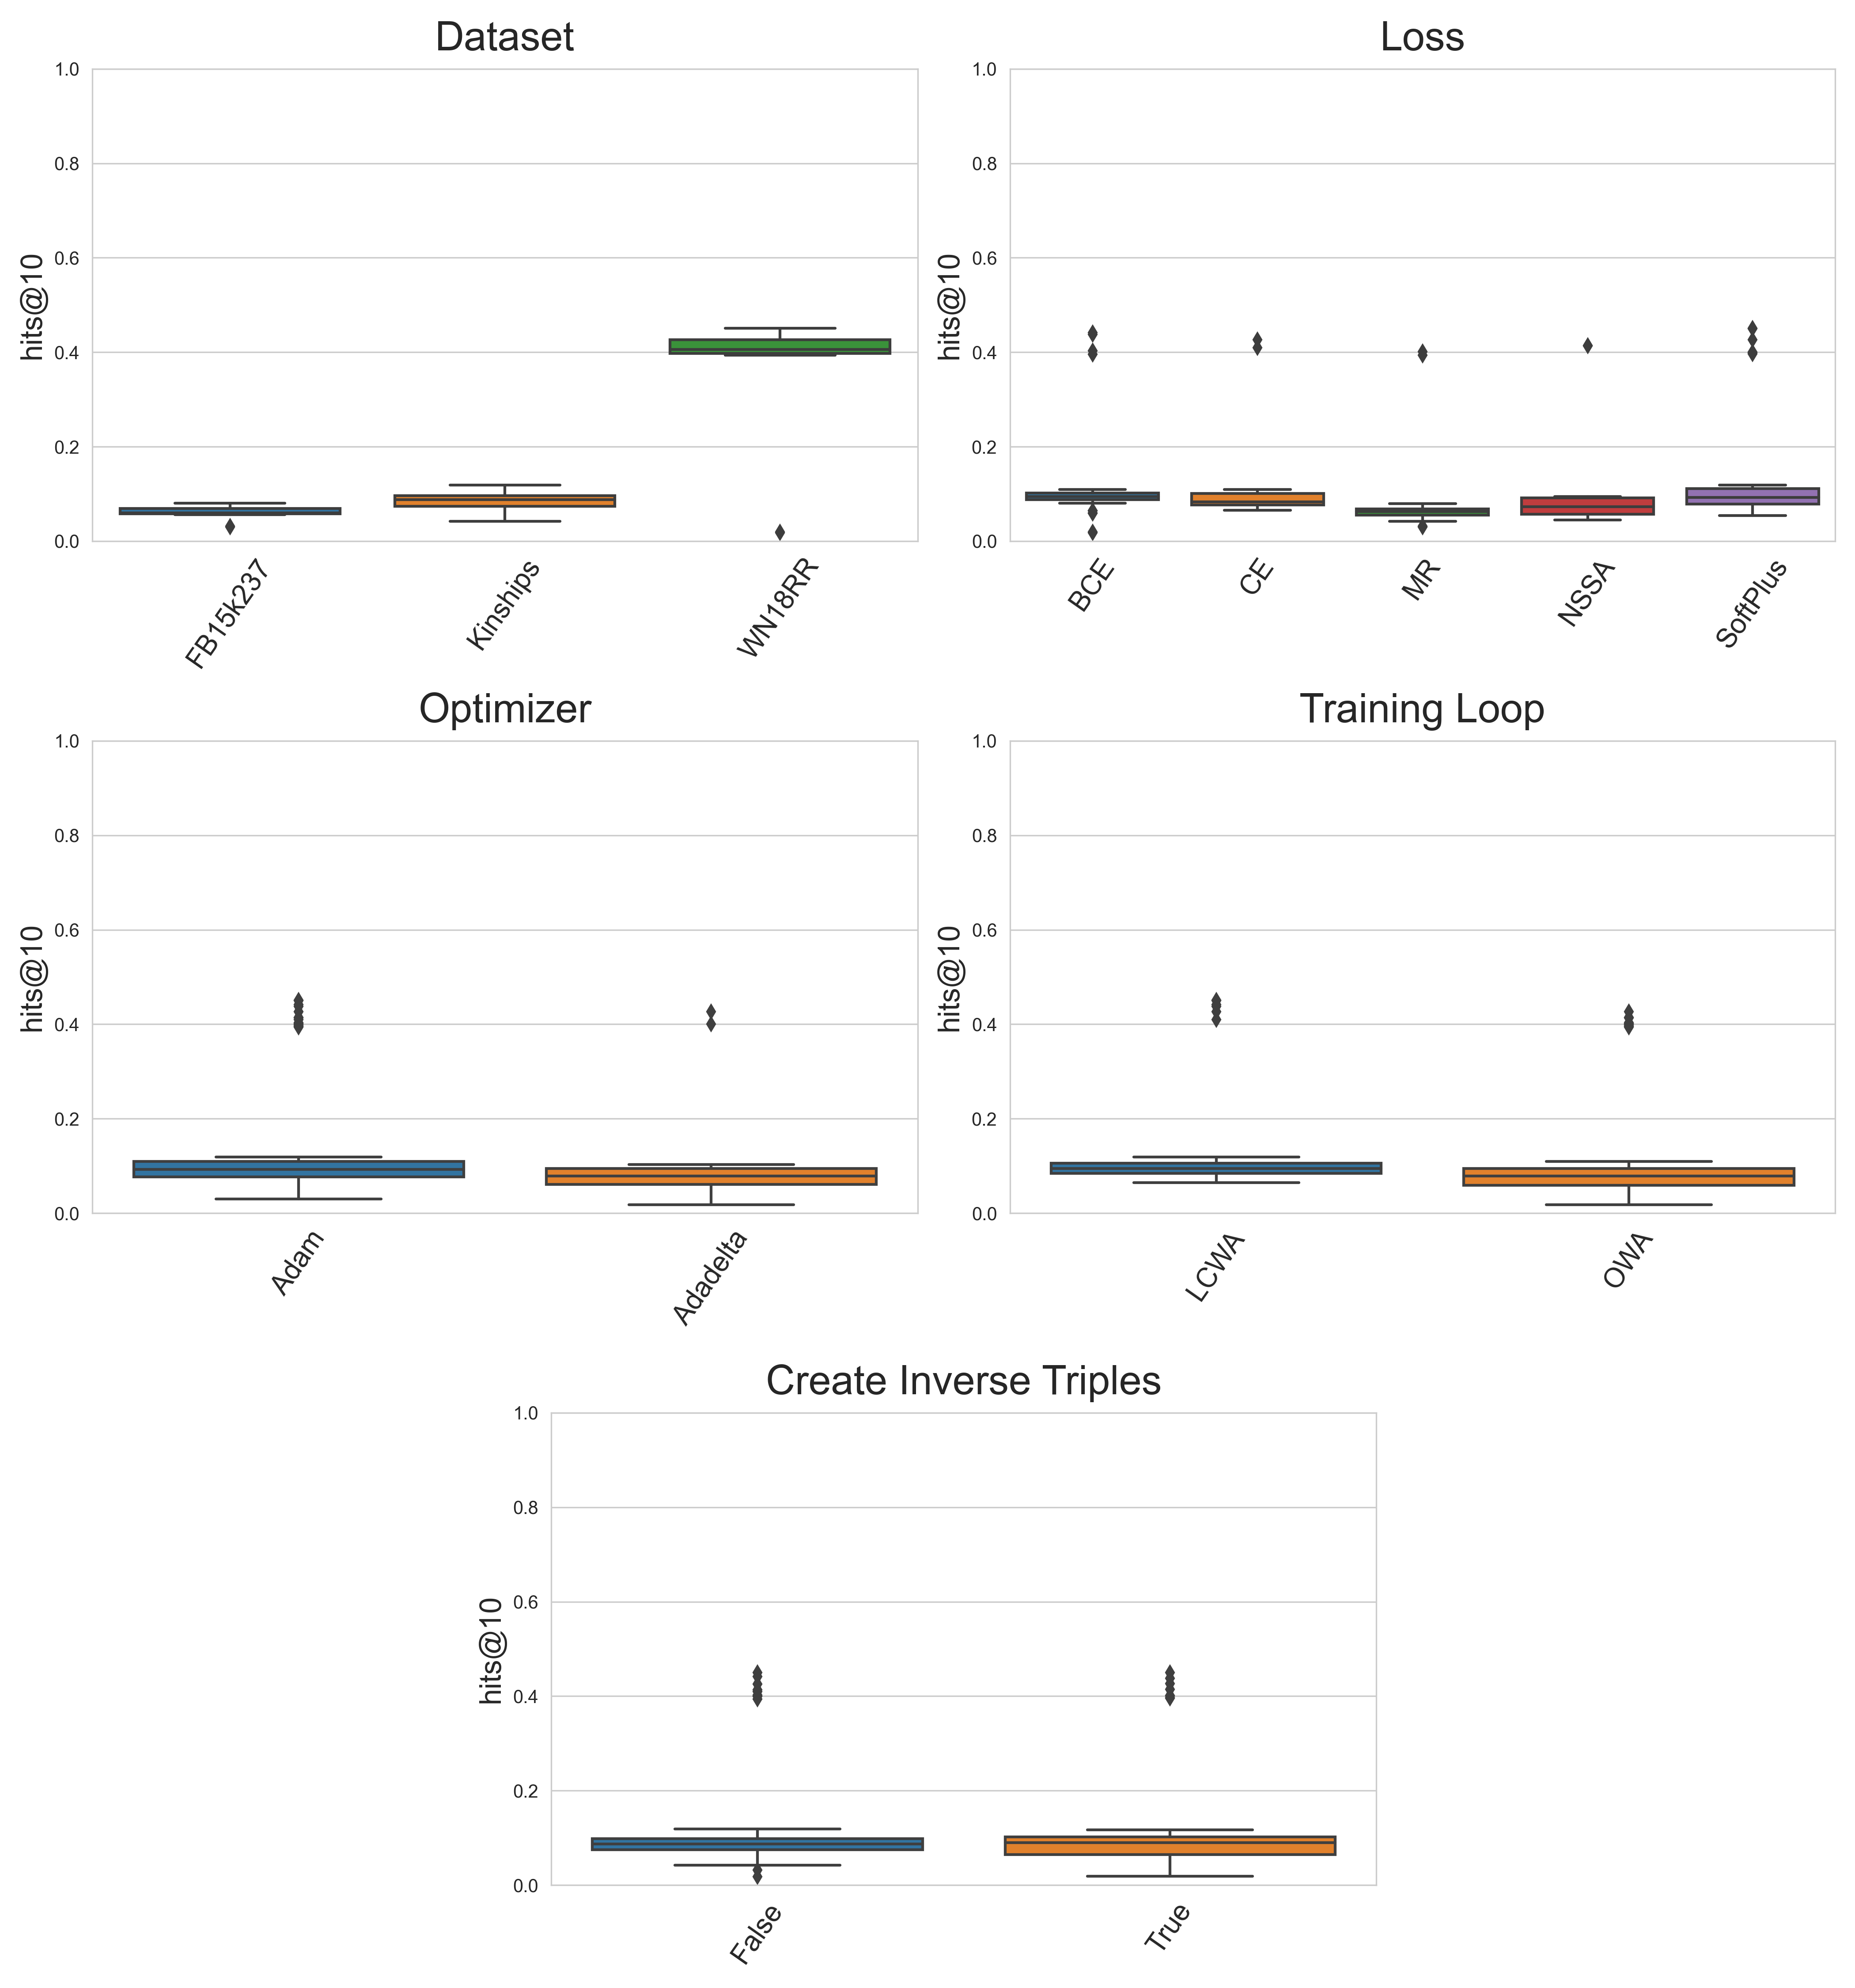 Dataset
1.0
0.8
0.6
0.4
0.2
0.0
hits@10
FB15k237
Kinships
WN18RR
Loss
1.0
0.8
0.6
0.4
0.2
0.0
hits@10
BCE
CE
MR
NSSA
SoftPlus
Optimizer
1.0
0.8
0.6
0.4
0.2
0.0
hits@10
Adam
Adadelta
Training Loop
1.0
0.8
0.6
0.4
0.2
0.0
hits@10
LCWA
OWA
Create Inverse Triples
1.0
0.8
0.6
0.4
0.2
0.0
hits@10
False
True